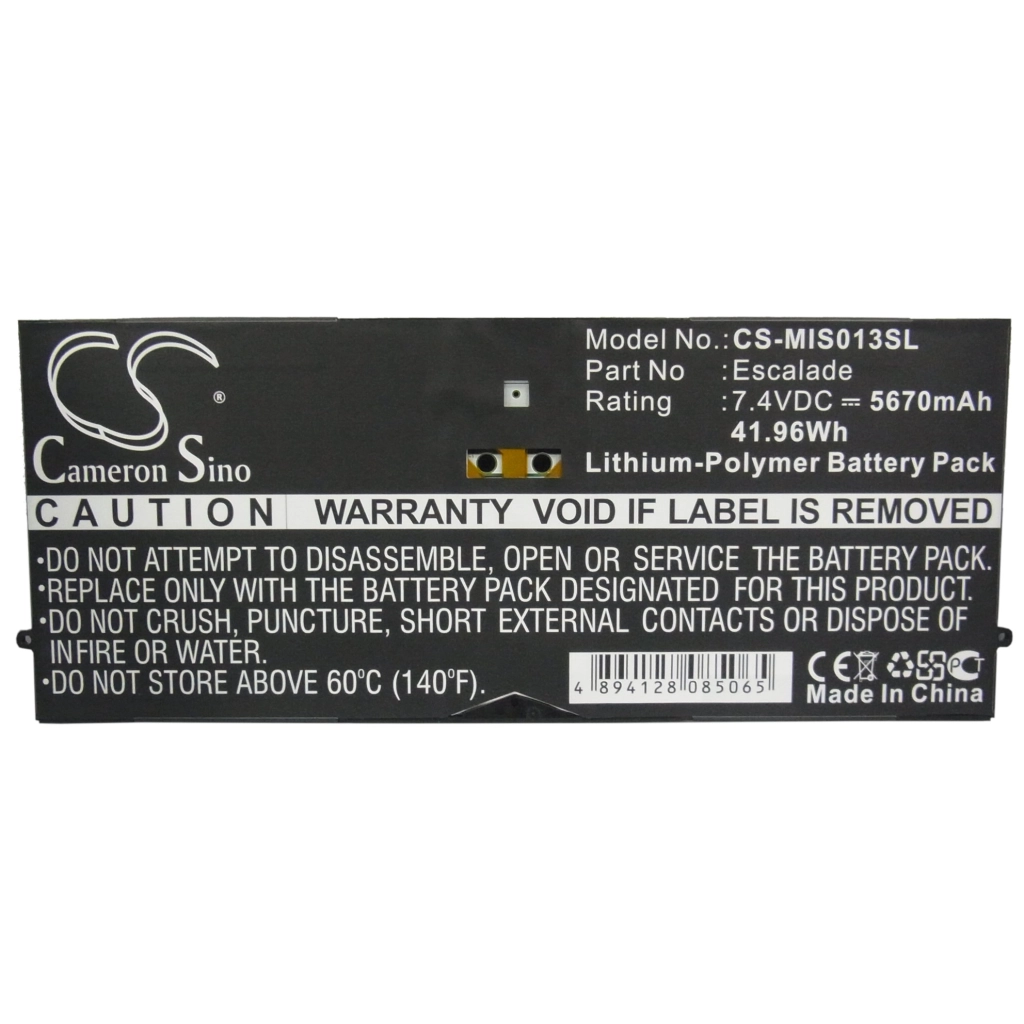 CS®
Cameron Sino
Model No.: CS-MIS013SL
Part No : Escalade
Rating : 7.4VDC ⎓ 5670mAh
41.96Wh
Lithium-Polymer Battery Pack
CAUTION WARRANTY VOID IF LABEL IS REMOVED
•DO NOT ATTEMPT TO DISASSEMBLE, OPEN OR SERVICE THE BATTERY PACK.
•REPLACE ONLY WITH THE BATTERY PACK DESIGNATED FOR THIS PRODUCT.
•DO NOT CRUSH, PUNCTURE, SHORT EXTERNAL CONTACTS OR DISPOSE OF
INFIRE OR WATER.
•DO NOT STORE ABOVE 60°C (140°F).
4 894128 085065
CE PCT
Made In China